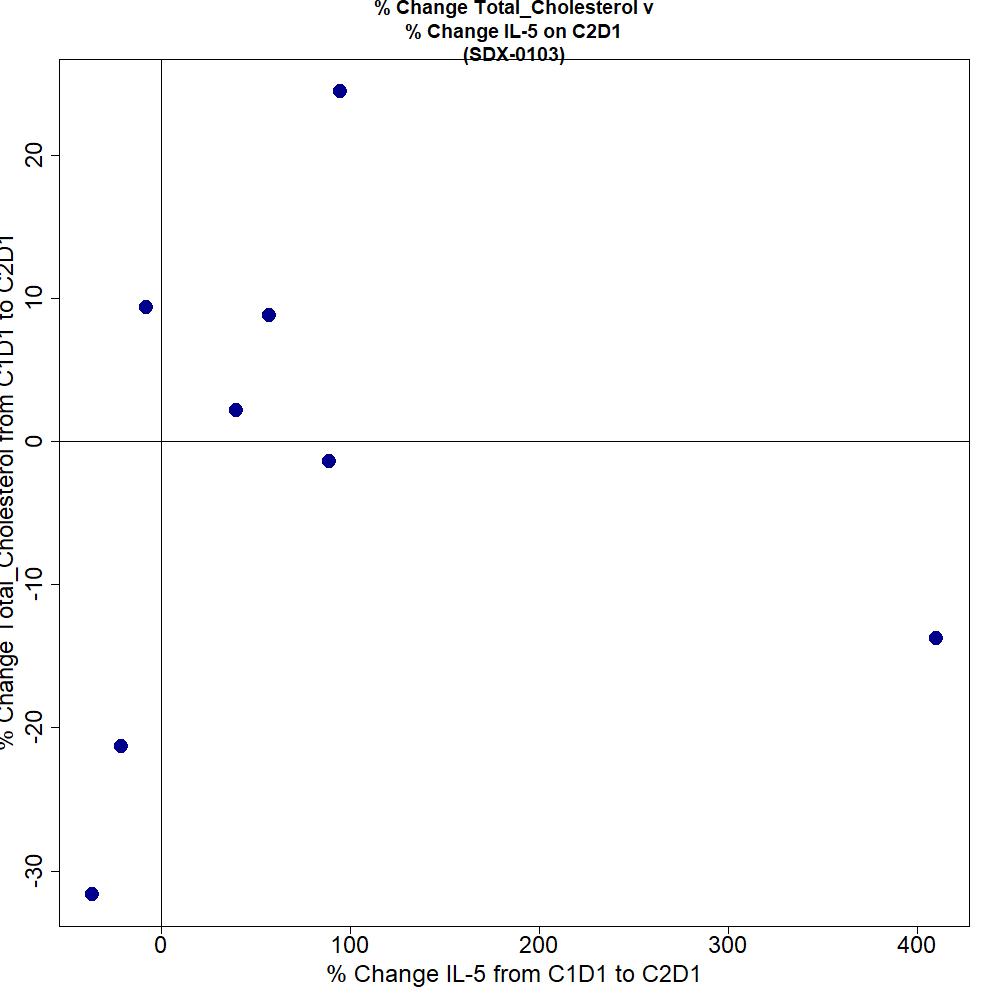 % Change Total_Cholesterol v
% Change IL-5 on C2D1
(SDX-0103)
% Change Total_Cholesterol from C1D1 to C2D1
20
10
0
-10
-20
-30
0 100 200 300 400
% Change IL-5 from C1D1 to C2D1